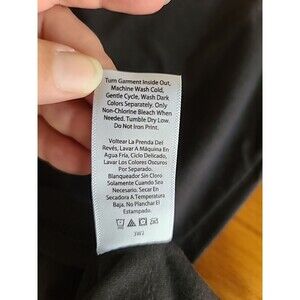 Turn Garment Inside Out,
Machine Wash Cold,
Gentle Cycle, Wash Dark
Colors Separately. Only
Non-Chlorine Bleach When
Needed. Tumble Dry Low.
Do Not Iron Print.
Voltear La Prenda Del
Revés, Lavar A Máquina En
Agua Fría, Ciclo Delicado,
Lavar Los Colores Oscuros
Por Separado.
Blanqueador Sin Cloro
Solamente Cuando Sea
Necesario. Secar En
Secadora A Temperatura
Baja. No Planchar El
Estampado.